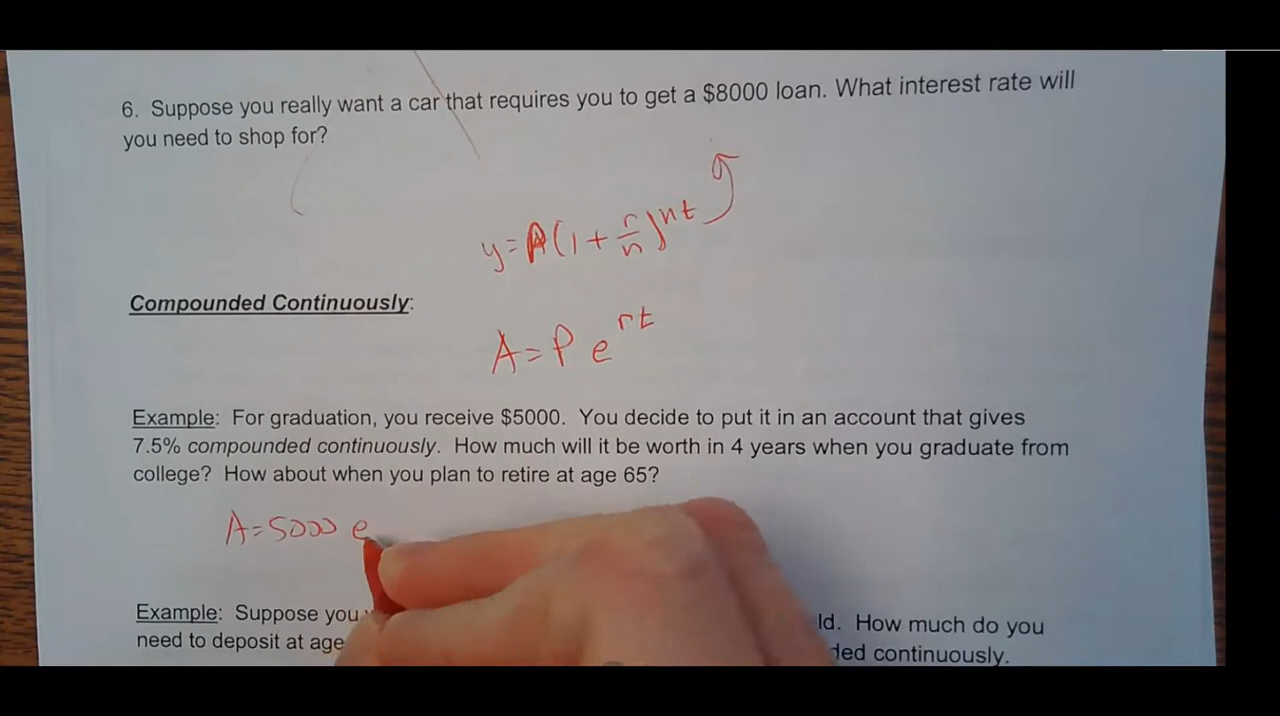 6. Suppose you really want a car that requires you to get a $8000 loan. What interest rate will
you need to shop for?
y=A(1+r/n)^nt
Compounded Continuously:
A=Pe^rt
Example: For graduation, you receive $5000. You decide to put it in an account that gives
7.5% compounded continuously. How much will it be worth in 4 years when you graduate from
college? How about when you plan to retire at age 65?
A=5000 e
Example: Suppose you ld. How much do you
need to deposit at age ded continuously.